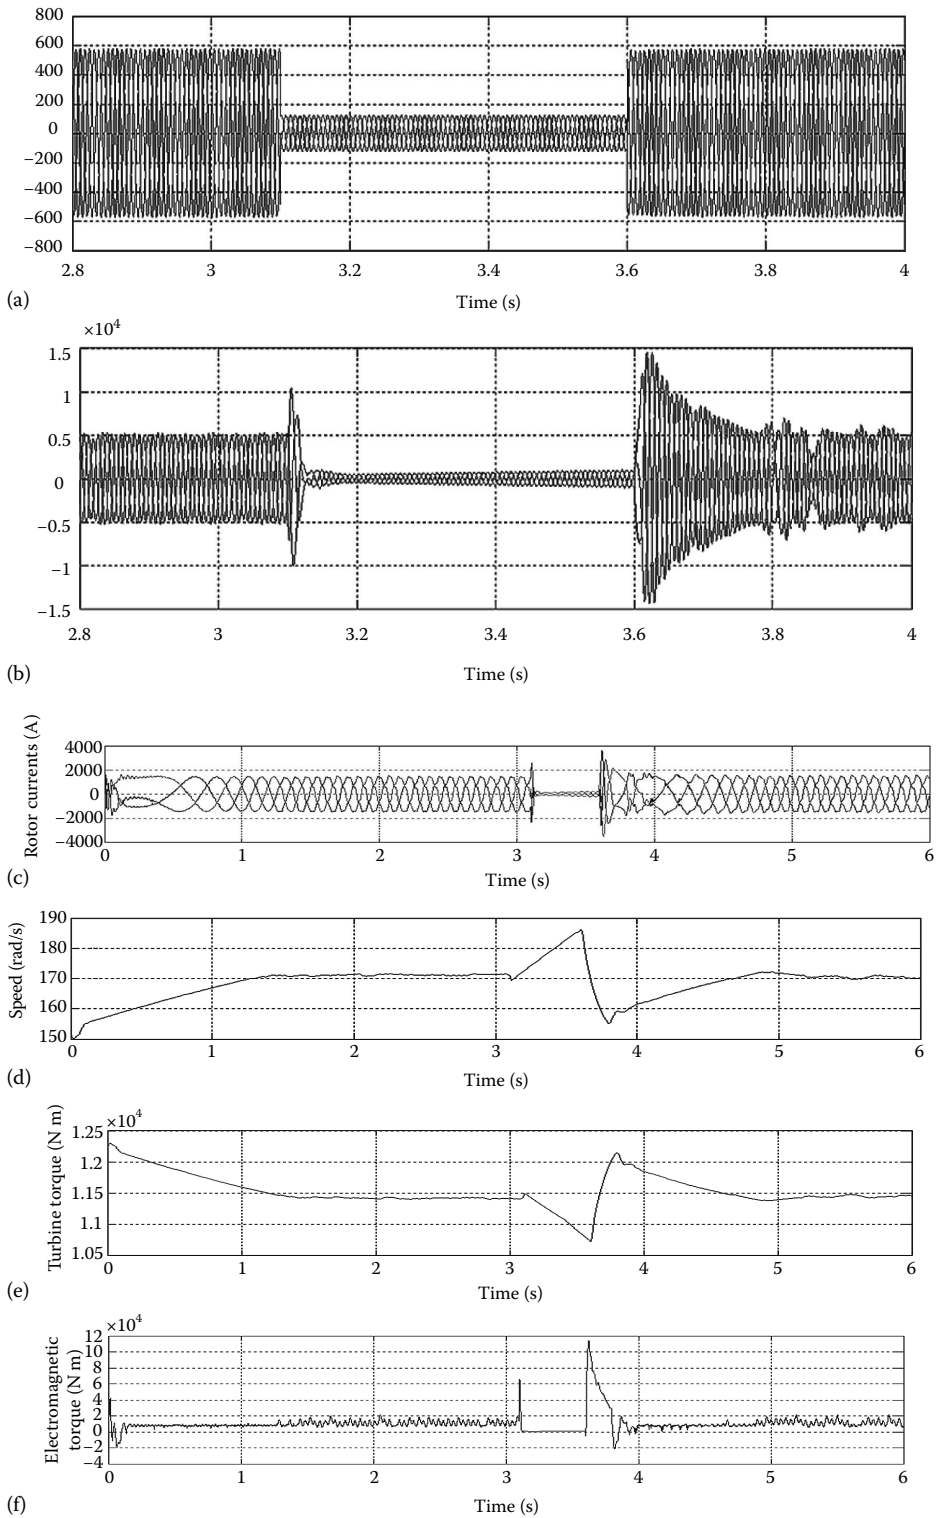 800
600
400
200
0
−200
−400
−600
−800
2.8 3 3.2 3.4 3.6 3.8 4
Time (s)
(a)
×10⁴
1.5
1
0.5
0
−0.5
−1
−1.5
2.8 3 3.2 3.4 3.6 3.8 4
Time (s)
(b)
Rotor currents (A)
4000
2000
0
−2000
−4000
0 1 2 3 4 5 6
Time (s)
(c)
Speed (rad/s)
190
180
170
160
150
0 1 2 3 4 5 6
Time (s)
(d)
Turbine torque (N m)
×10⁴
1.25
1.2
1.15
1.1
1.05
0 1 2 3 4 5 6
Time (s)
(e)
Electromagnetic
torque (N m)
×10⁴
12
10
8
6
4
2
0
−2
−4
0 1 2 3 4 5 6
Time (s)
(f)